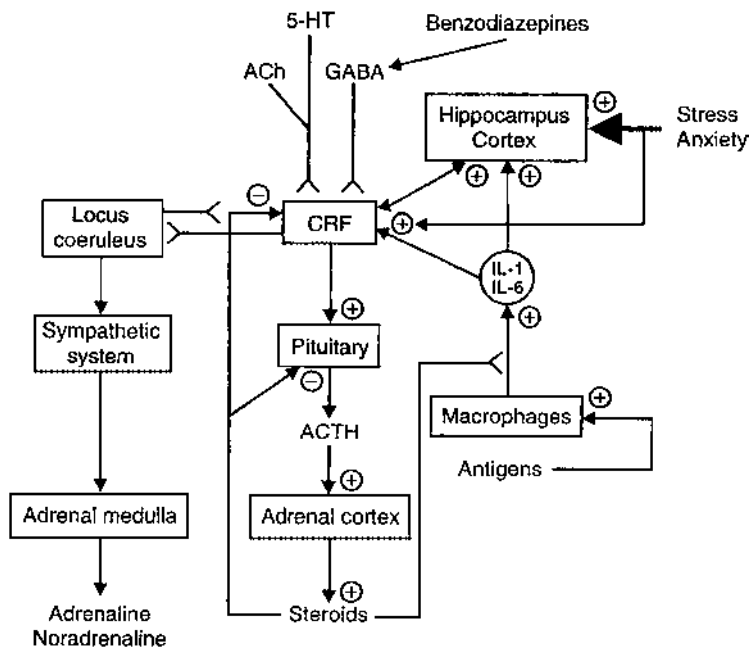 5-HT
Benzodiazepines
ACh
GABA
Hippocampus
Cortex
+
Stress
Anxiety
+
+
−
Locus
coeruleus
CRF
+
IL-1
IL-6
+
+
Sympathetic
system
Pituitary
−
+
Macrophages
ACTH
Antigens
+
Adrenal medulla
Adrenal cortex
+
Steroids
Adrenaline
Noradrenaline